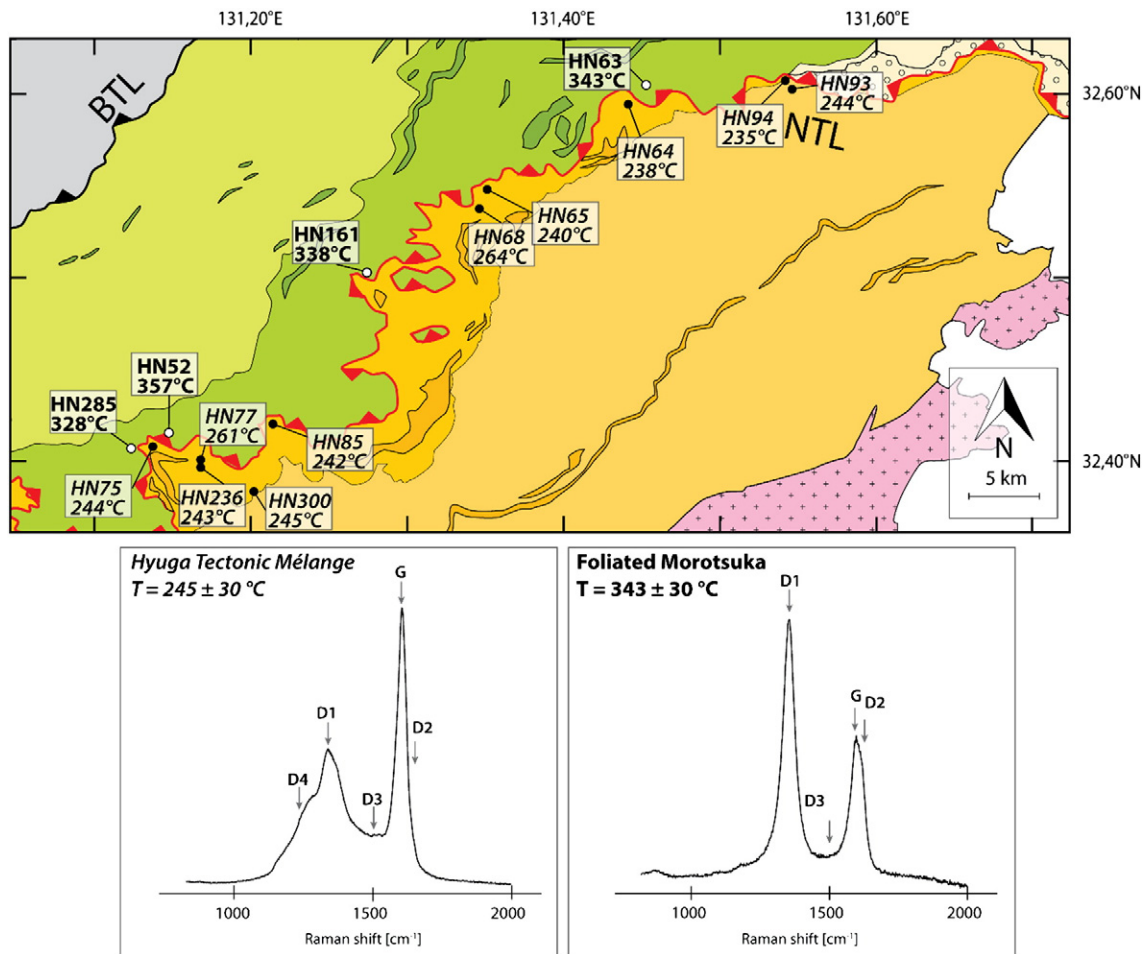 131,20°E
131,40°E
131,60°E
BTL
HN63
343°C
HN93
244°C
32,60°N
HN94
235°C
NTL
HN64
238°C
HN65
240°C
HN161
338°C
HN68
264°C
HN52
357°C
HN285
328°C
HN77
261°C
HN85
242°C
N
5 km
32,40°N
HN75
244°C
HN236
243°C
HN300
245°C
Hyuga Tectonic Mélange
T = 245 ± 30 °C
G
D1
D2
D4
D3
1000
1500
2000
Raman shift [cm⁻¹]
Foliated Morotsuka
T = 343 ± 30 °C
D1
G
D2
D3
1000
1500
2000
Raman shift [cm⁻¹]